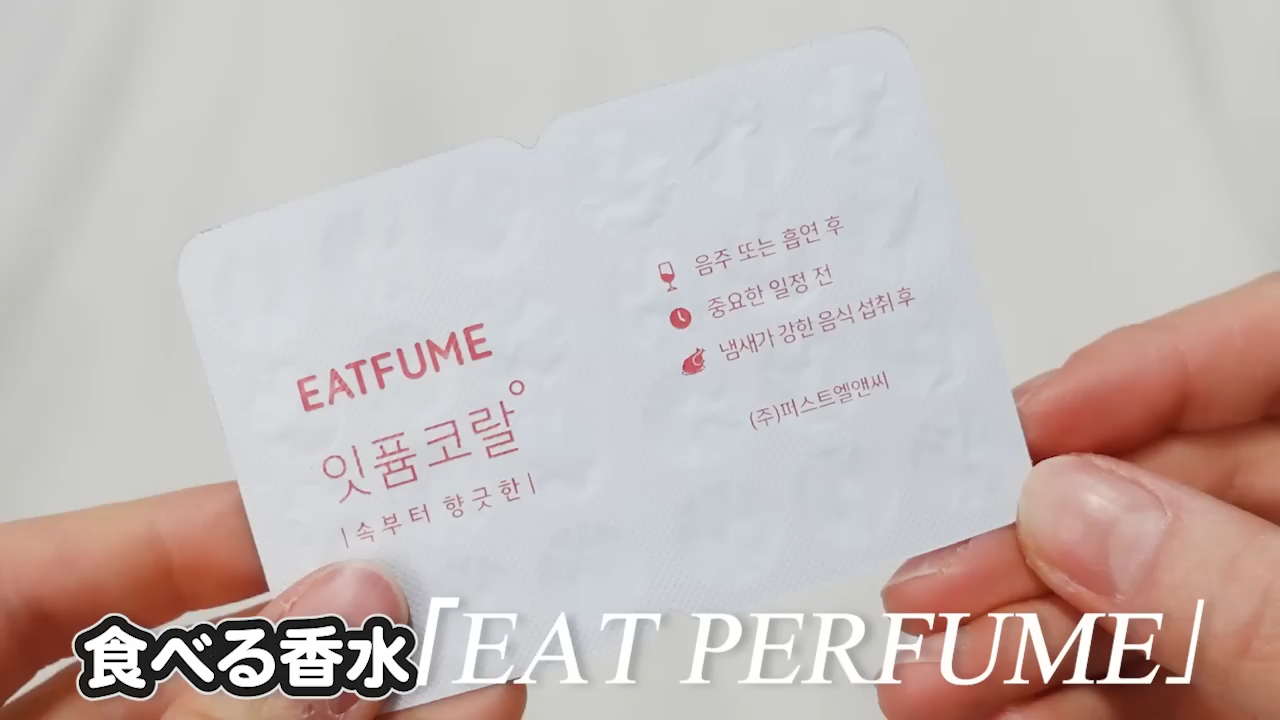 EATFUME
잇퓸코랄
|속부터 향긋한|
음주 또는 흡연 후
중요한 일정 전
냄새가 강한 음식 섭취 후
(주)퍼스트엘앤씨
食べる香水「EAT PERFUME」